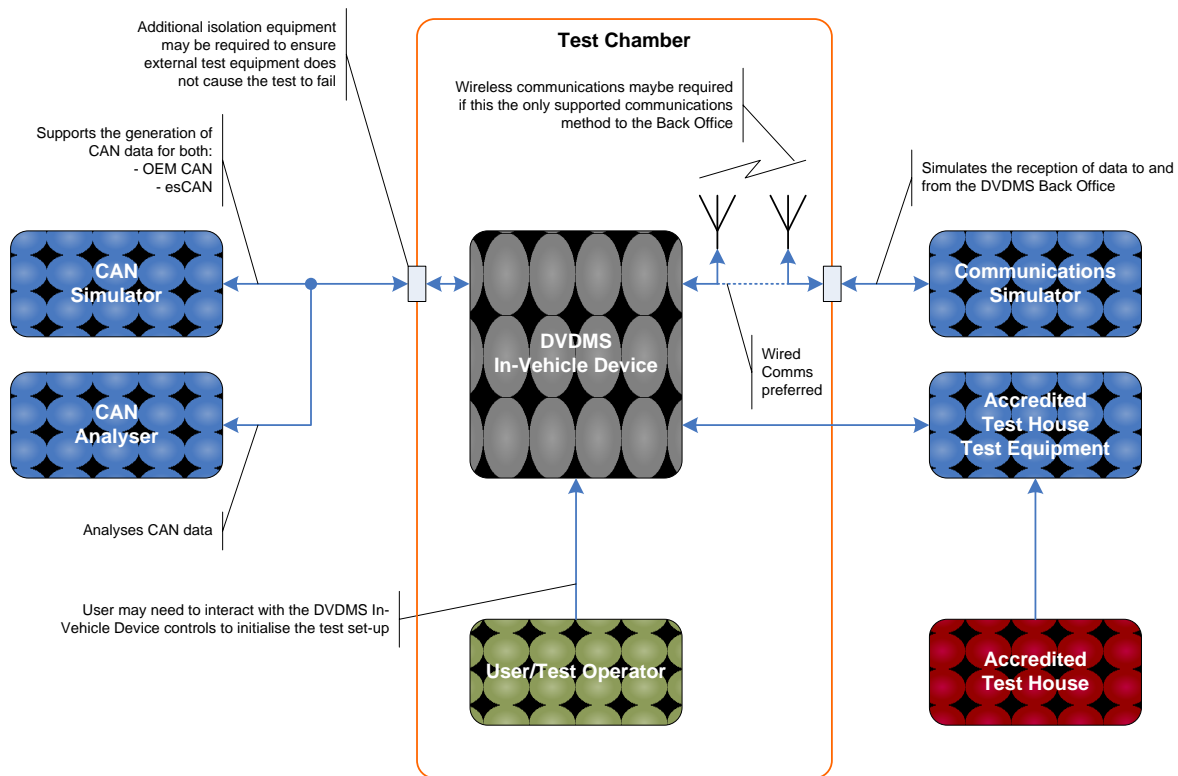 Additional isolation equipment
may be required to ensure
external test equipment does
not cause the test to fail
Test Chamber
Wireless communications maybe required
if this the only supported communications
method to the Back Office
Supports the generation of
CAN data for both:
- OEM CAN
- esCAN
Simulates the reception of data to and
from the DVDMS Back Office
CAN
Simulator
DVDMS
In-Vehicle Device
Communications
Simulator
Wired
Comms
preferred
CAN
Analyser
Accredited
Test House
Test Equipment
Analyses CAN data
User may need to interact with the DVDMS In-
Vehicle Device controls to initialise the test set-up
User/Test Operator
Accredited
Test House